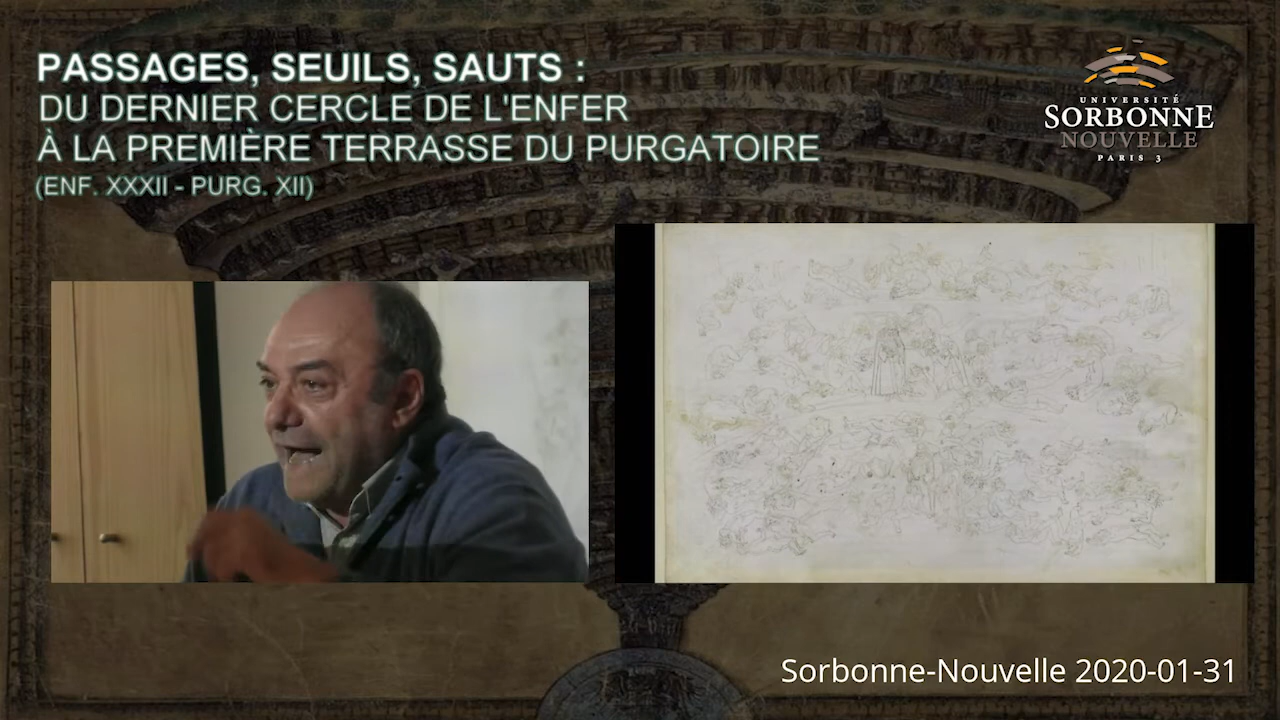 PASSAGES, SEUILS, SAUTS :
DU DERNIER CERCLE DE L'ENFER
À LA PREMIÈRE TERRASSE DU PURGATOIRE
(ENF. XXXII - PURG. XII)
UNIVERSITÉ
SORBONNE
NOUVELLE
PARIS 3
Sorbonne-Nouvelle 2020-01-31